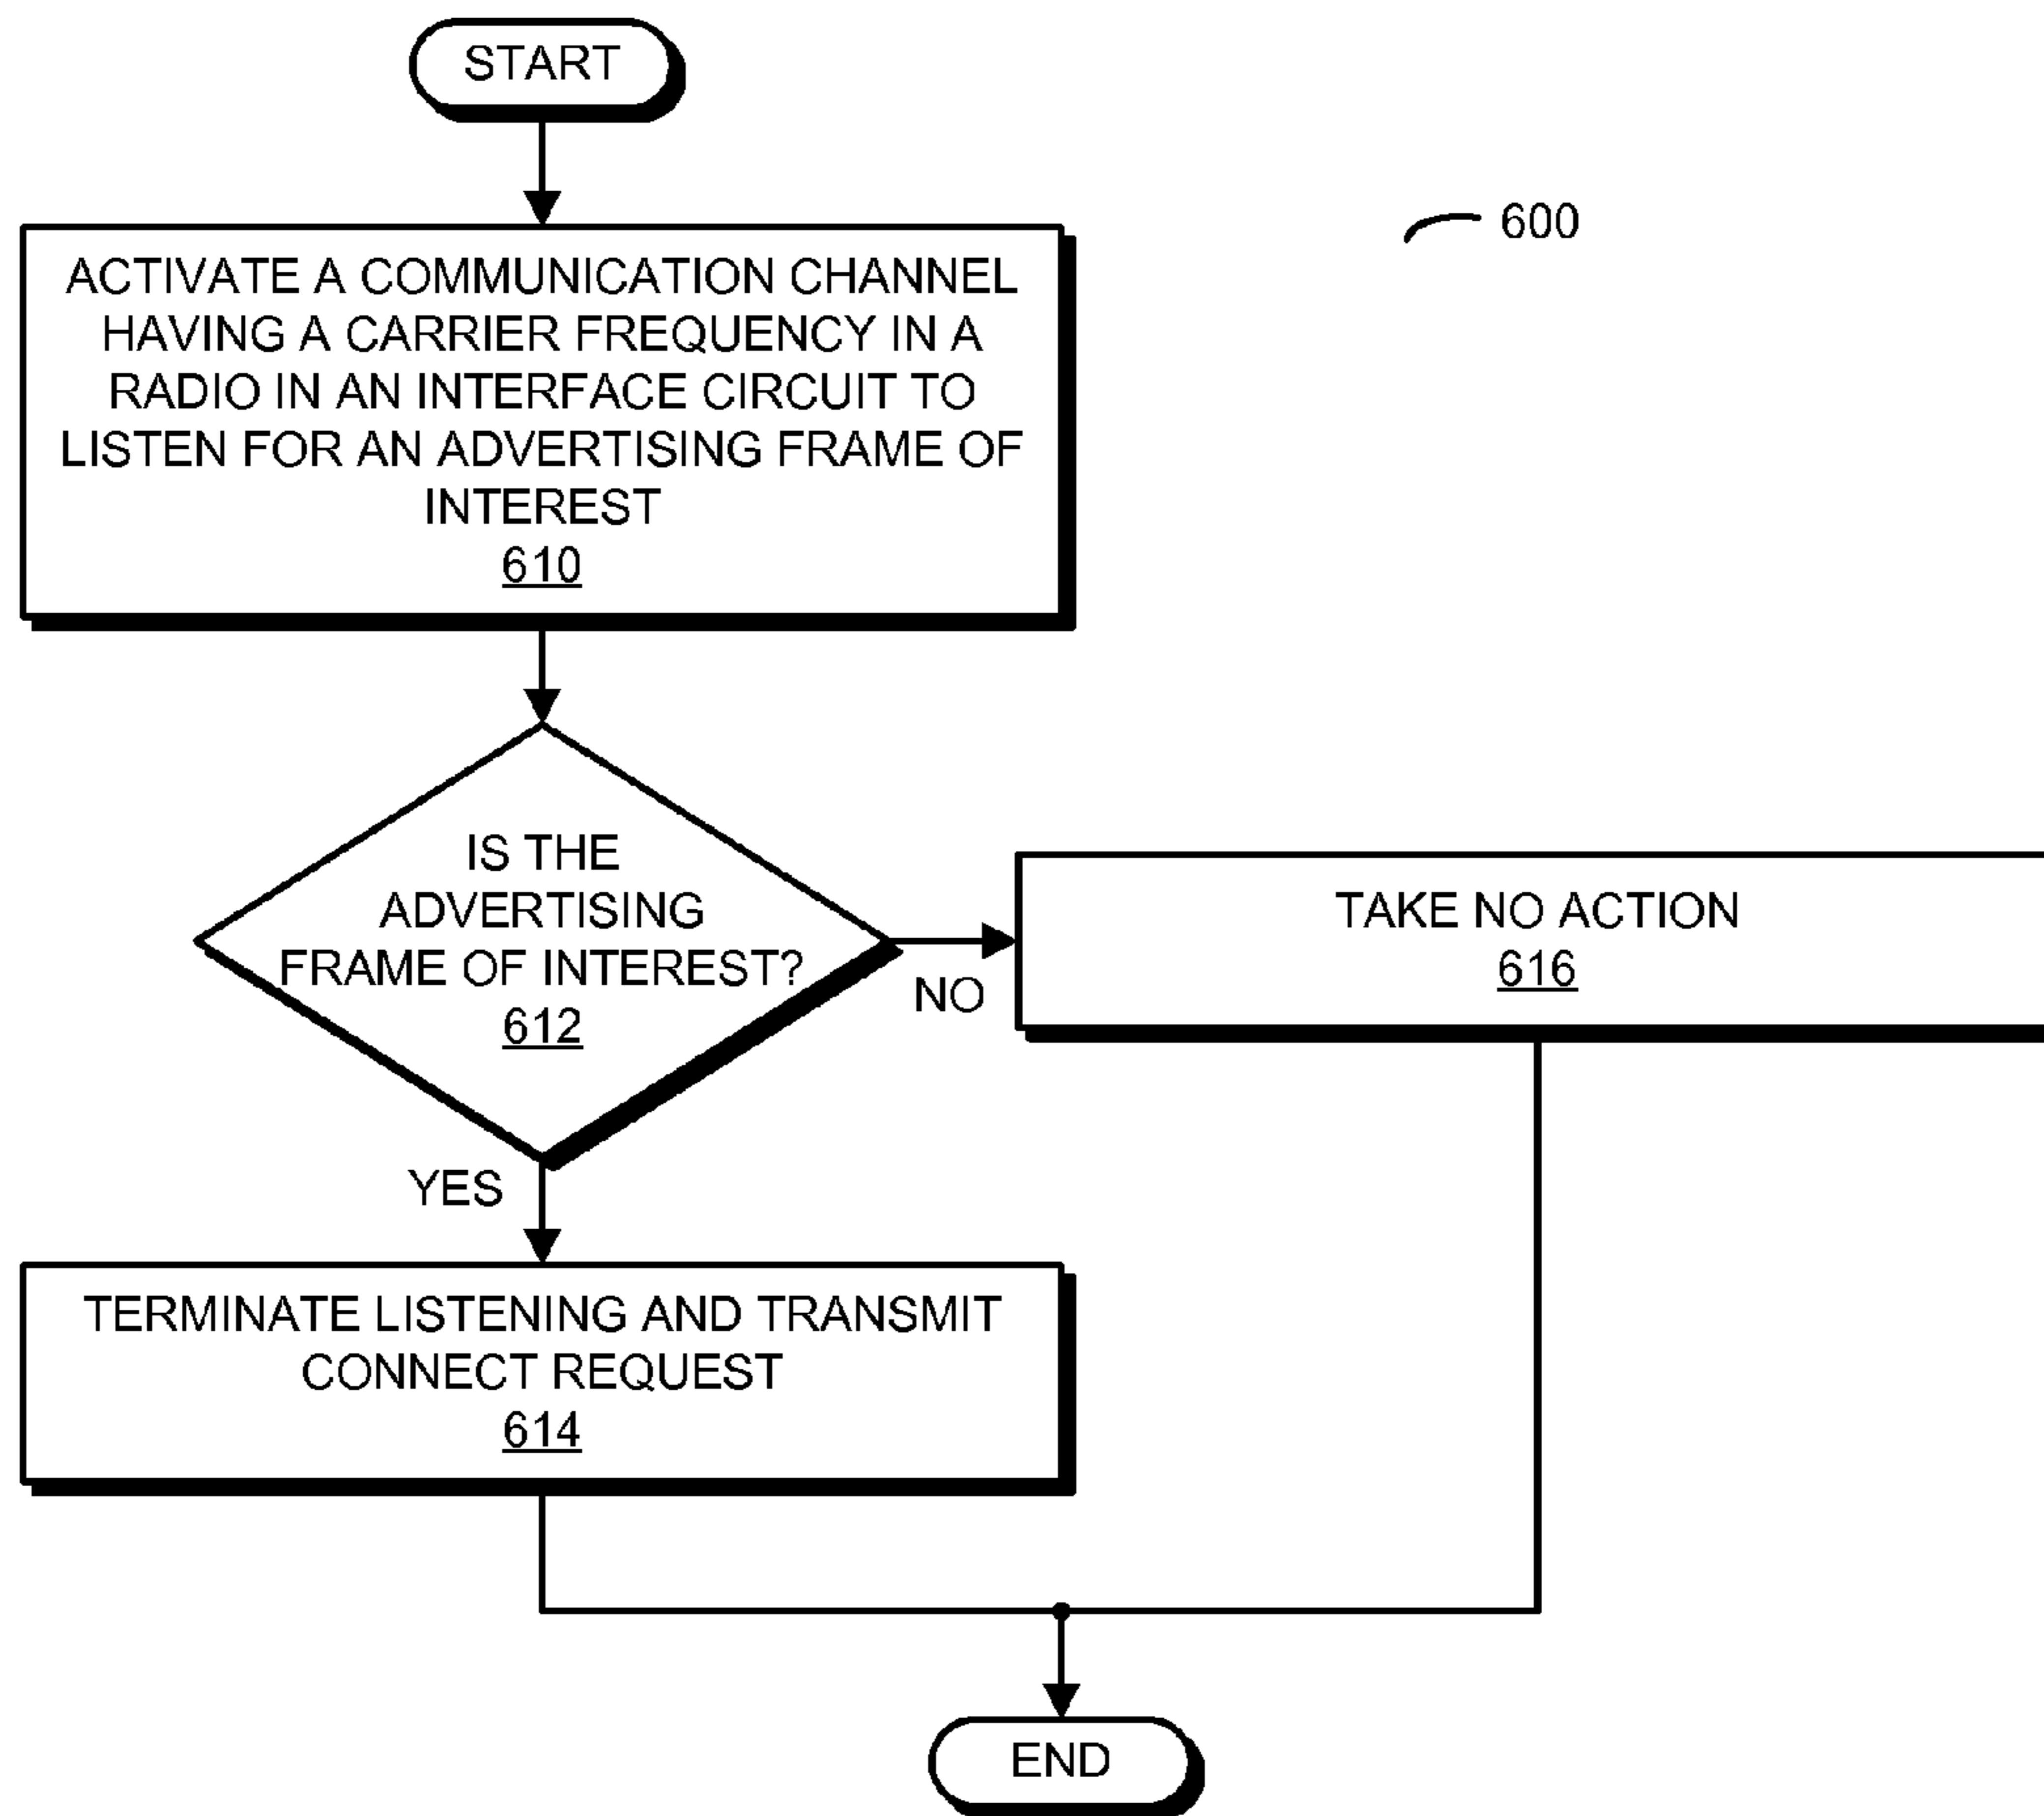 START
600
ACTIVATE A COMMUNICATION CHANNEL
HAVING A CARRIER FREQUENCY IN A
RADIO IN AN INTERFACE CIRCUIT TO
LISTEN FOR AN ADVERTISING FRAME OF
INTEREST
610
IS THE
ADVERTISING
FRAME OF INTEREST?
612
NO
TAKE NO ACTION
616
YES
TERMINATE LISTENING AND TRANSMIT
CONNECT REQUEST
614
END